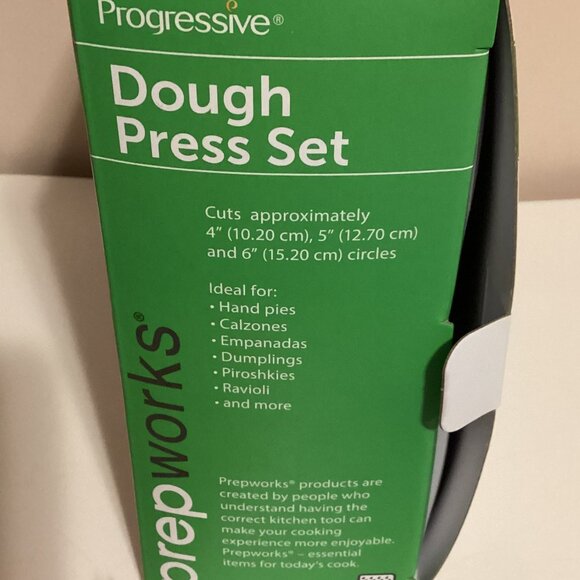 Progressive®
Dough
Press Set
Cuts approximately
4” (10.20 cm), 5” (12.70 cm)
and 6” (15.20 cm) circles
Ideal for:
• Hand pies
• Calzones
• Empanadas
• Dumplings
• Piroshkies
• Ravioli
• and more
prepworks®
Prepworks® products are
created by people who
understand having the
correct kitchen tool can
make your cooking
experience more enjoyable.
Prepworks® – essential
items for today's cook.